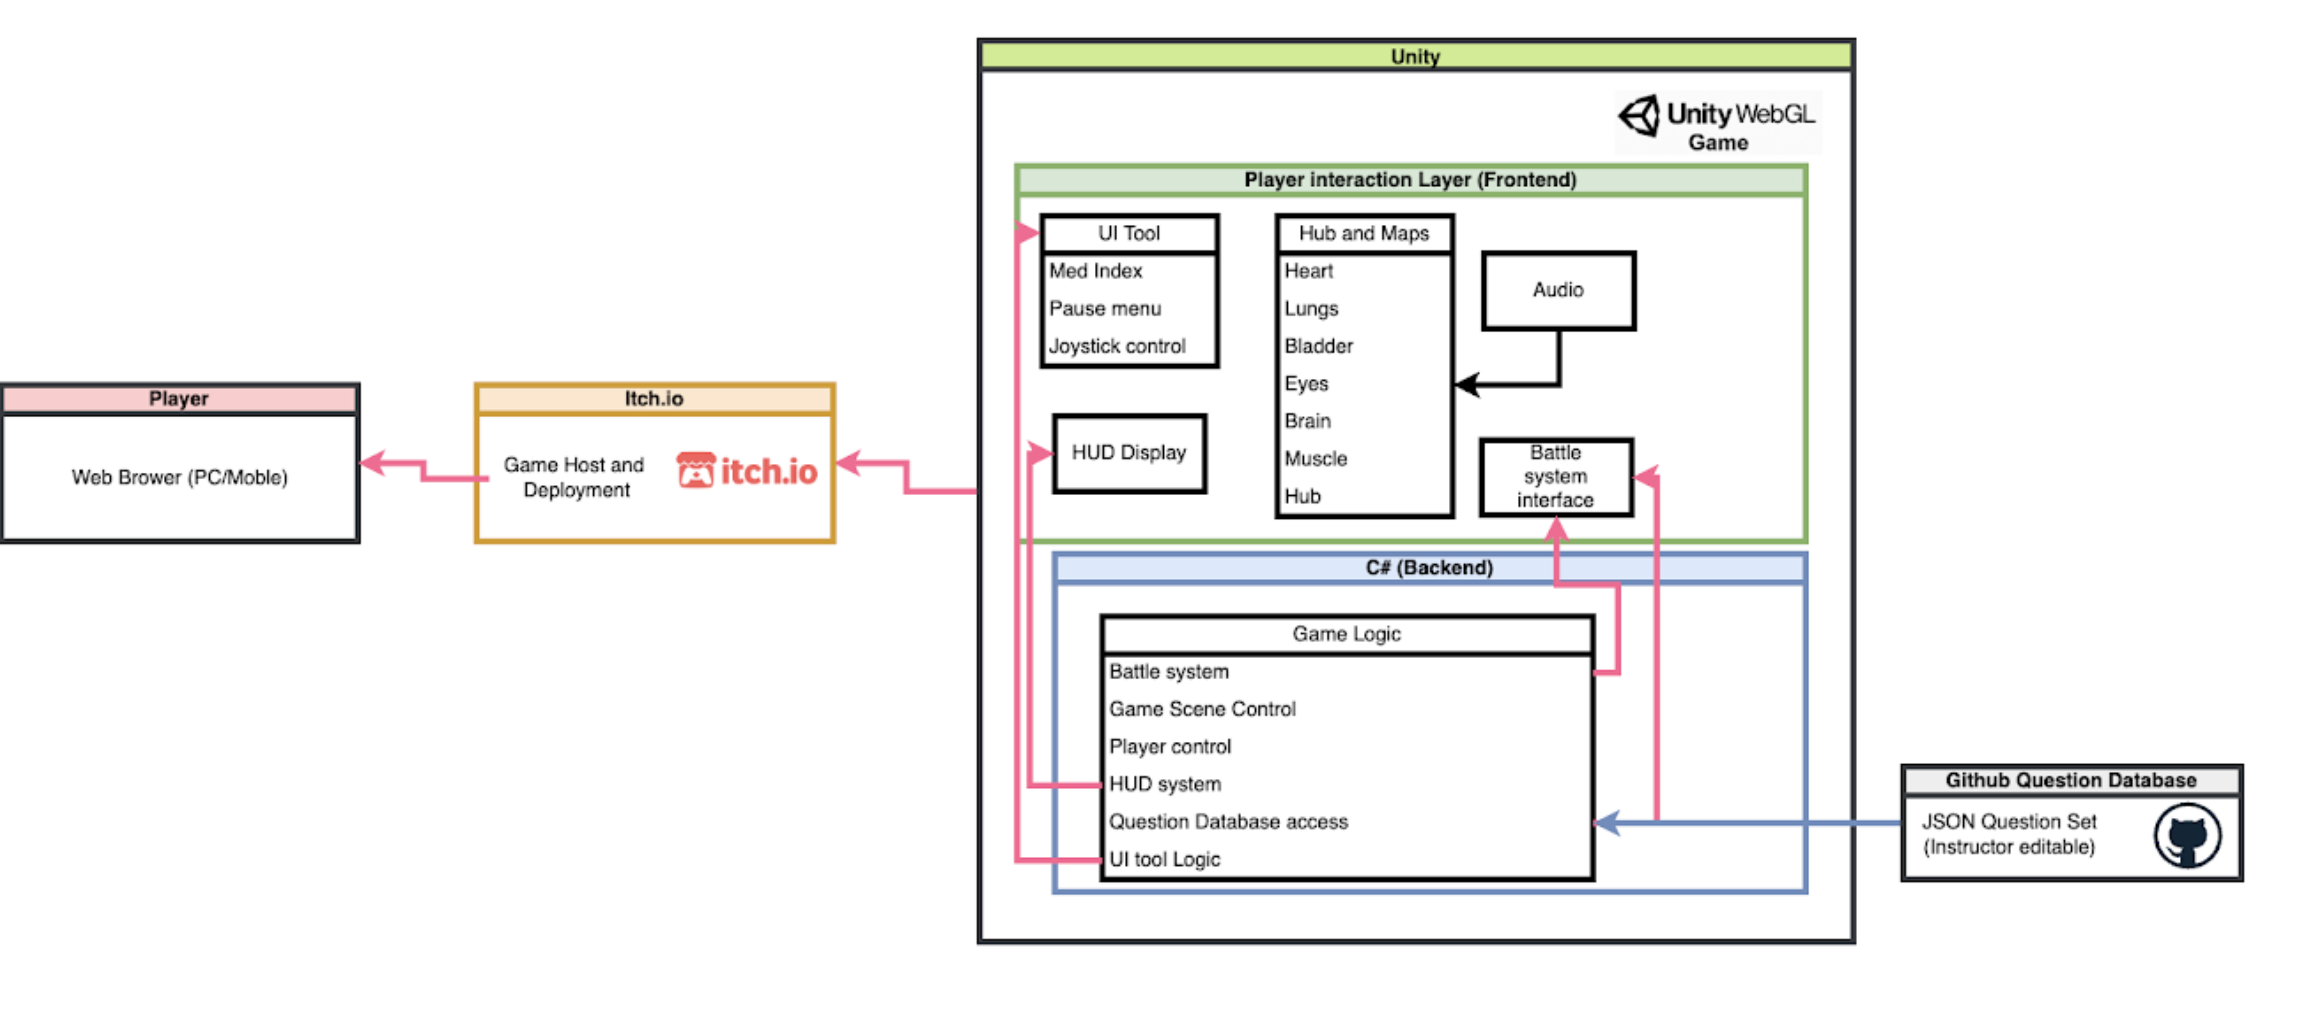 Player
Web Brower (PC/Moble)
Itch.io
Game Host and
Deployment
itch.io
Unity
Unity WebGL
Game
Player interaction Layer (Frontend)
UI Tool
Med Index
Pause menu
Joystick control
HUD Display
Hub and Maps
Heart
Lungs
Bladder
Eyes
Brain
Muscle
Hub
Audio
Battle
system
interface
C# (Backend)
Game Logic
Battle system
Game Scene Control
Player control
HUD system
Question Database access
UI tool Logic
Github Question Database
JSON Question Set
(Instructor editable)